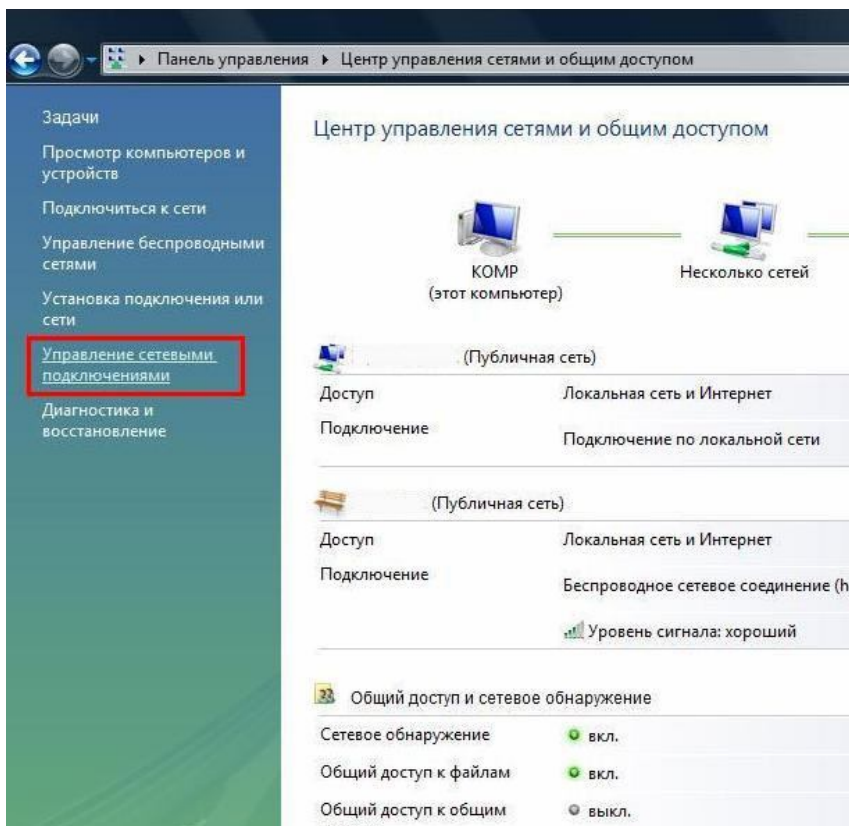 Панель управления ▸ Центр управления сетями и общим доступом
Задачи
Просмотр компьютеров и
устройств
Подключиться к сети
Управление беспроводными
сетями
Установка подключения или
сети
Управление сетевыми
подключениями
Диагностика и
восстановление
Центр управления сетями и общим доступом
KOMP
(этот компьютер)
Несколько сетей
(Публичная сеть)
Доступ Локальная сеть и Интернет
Подключение Подключение по локальной сети
(Публичная сеть)
Доступ Локальная сеть и Интернет
Подключение Беспроводное сетевое соединение (h
Уровень сигнала: хороший
Общий доступ и сетевое обнаружение
Сетевое обнаружение вкл.
Общий доступ к файлам вкл.
Общий доступ к общим выкл.